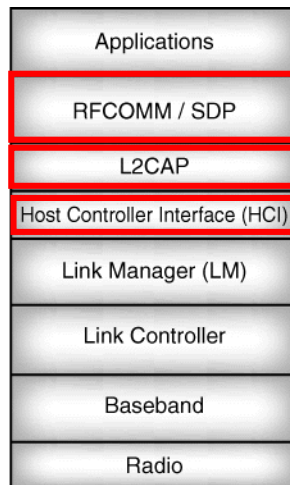 Applications
RFCOMM / SDP
L2CAP
Host Controller Interface (HCI)
Link Manager (LM)
Link Controller
Baseband
Radio